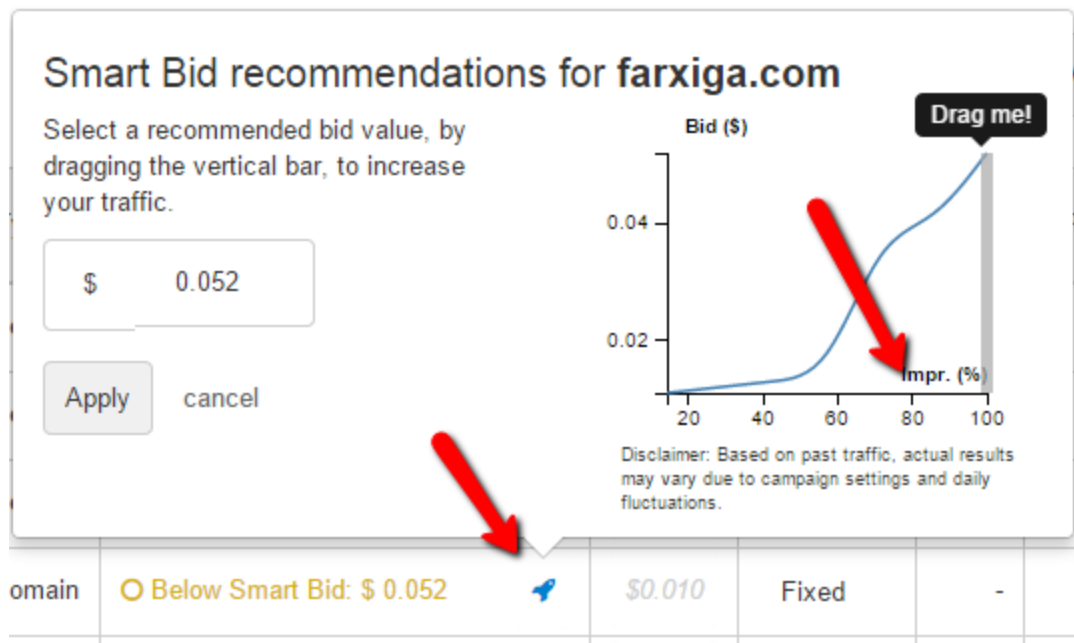 Smart Bid recommendations for farxiga.com
Select a recommended bid value, by
dragging the vertical bar, to increase
your traffic.
$ 0.052
Apply cancel
Drag me!
Bid ($)
0.04
0.02
Impr. (%)
20 40 60 80 100
Disclaimer: Based on past traffic, actual results
may vary due to campaign settings and daily
fluctuations.
omain Below Smart Bid: $ 0.052 $0.010 Fixed -